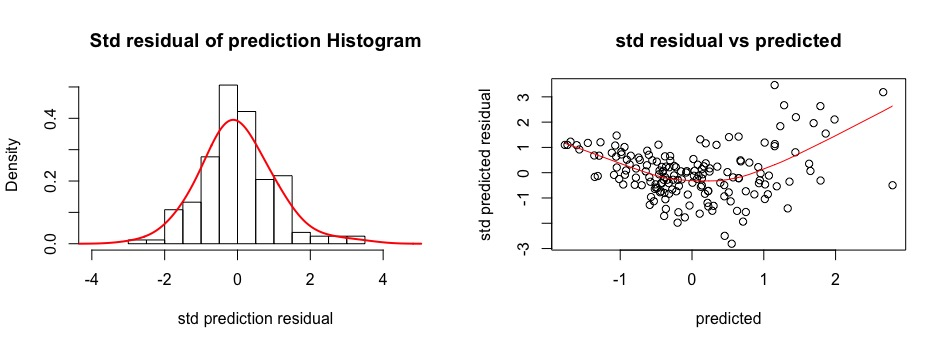 Std residual of prediction Histogram
Density
0.0 0.2 0.4
-4 -2 0 2 4
std prediction residual
std residual vs predicted
std predicted residual
-3 -1 0 1 2 3
-1 0 1 2
predicted